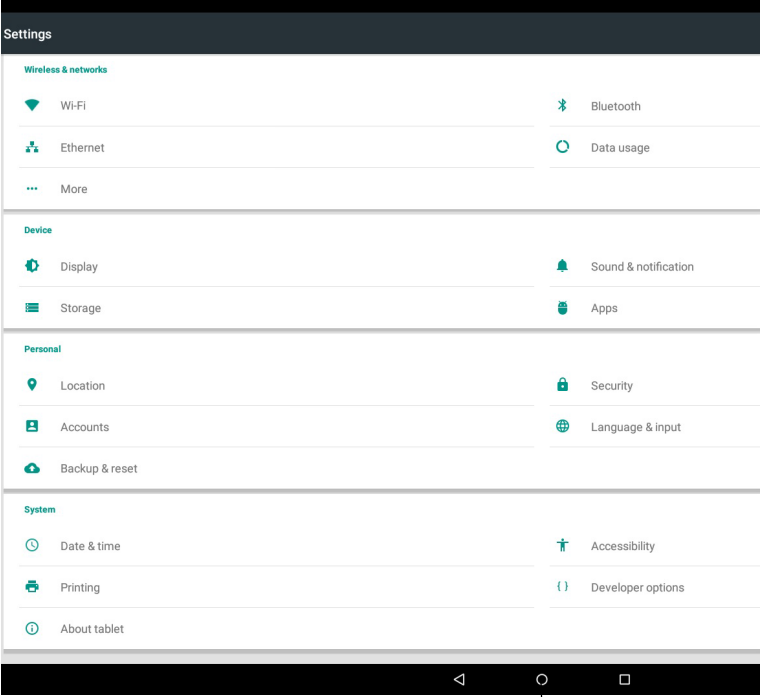 Settings
Wireless & networks
Wi-Fi
Bluetooth
Ethernet
Data usage
More
Device
Display
Sound & notification
Storage
Apps
Personal
Location
Security
Accounts
Language & input
Backup & reset
System
Date & time
Accessibility
Printing
{ } Developer options
About tablet